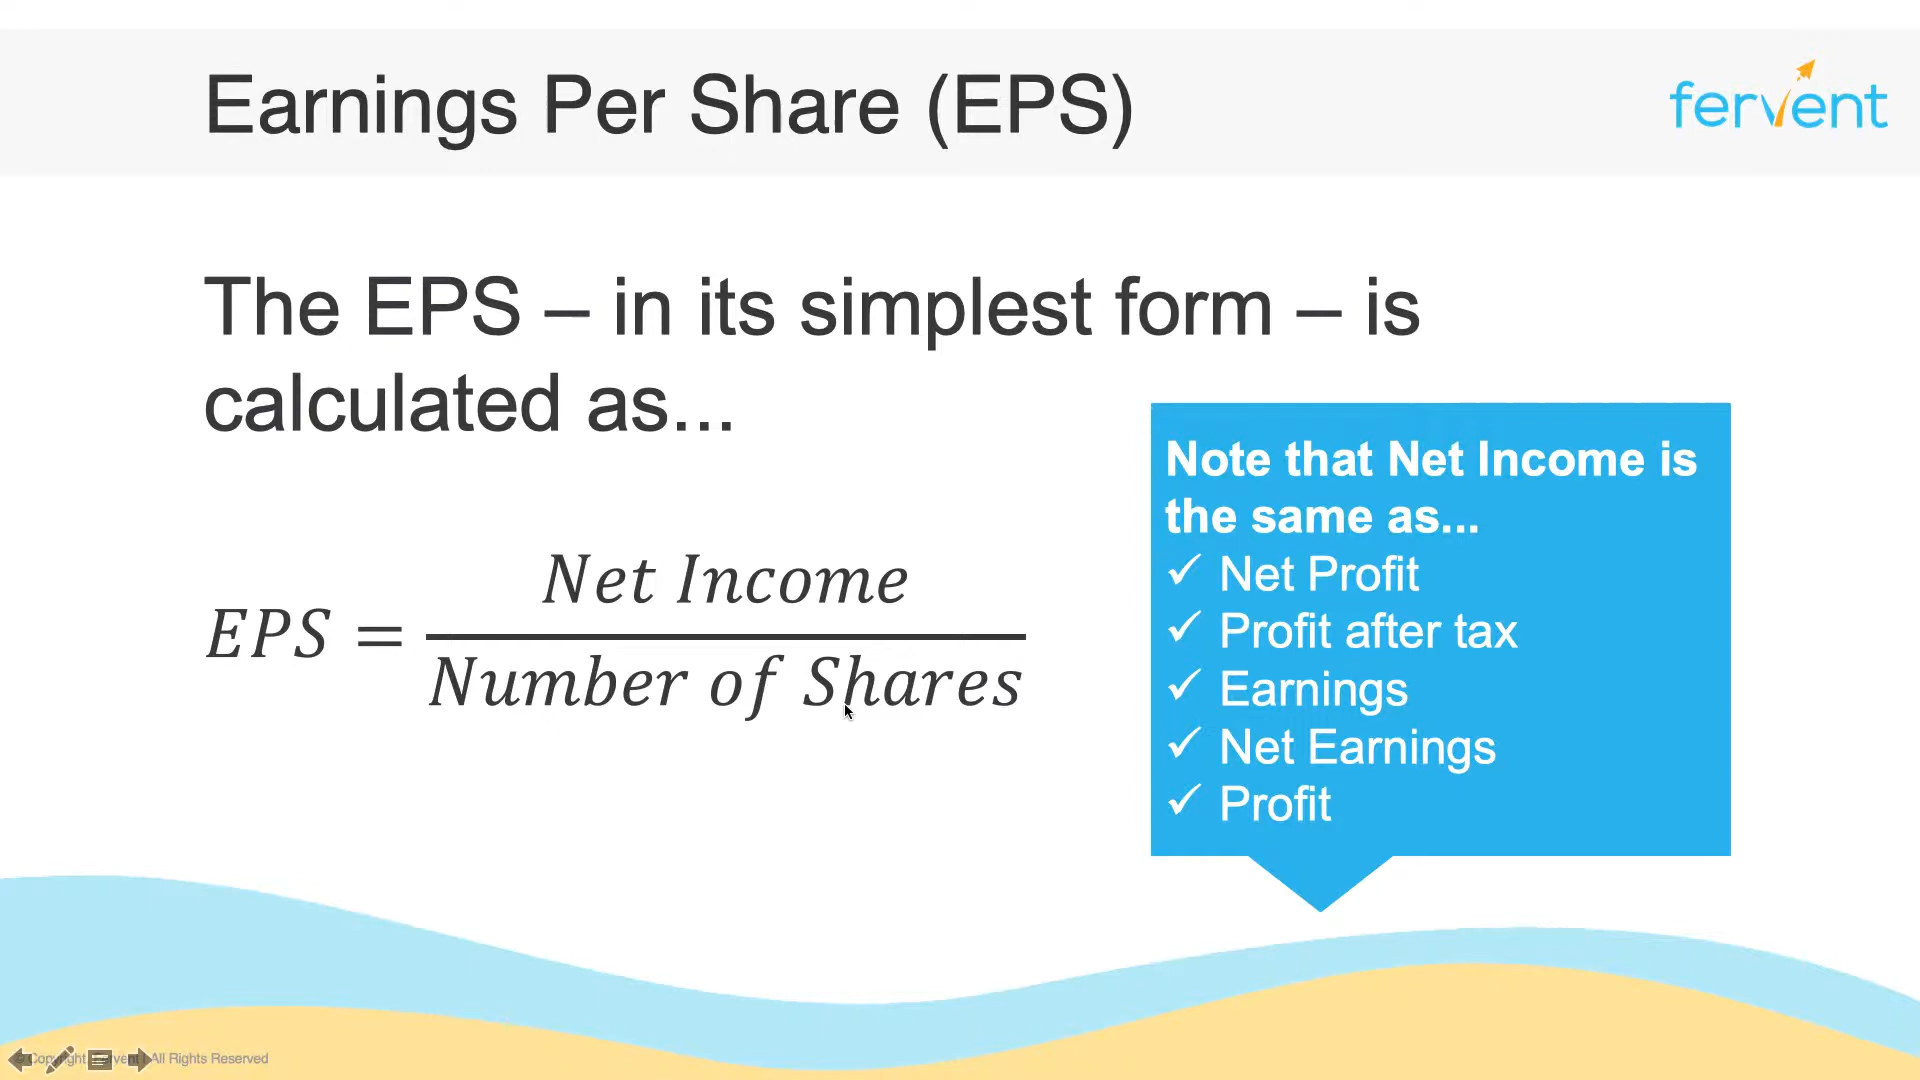 Earnings Per Share (EPS)
fervent
The EPS – in its simplest form – is
calculated as...
EPS = Net Income
Number of Shares
Note that Net Income is
the same as...
✓ Net Profit
✓ Profit after tax
✓ Earnings
✓ Net Earnings
✓ Profit
© Copyright Fervent | All Rights Reserved